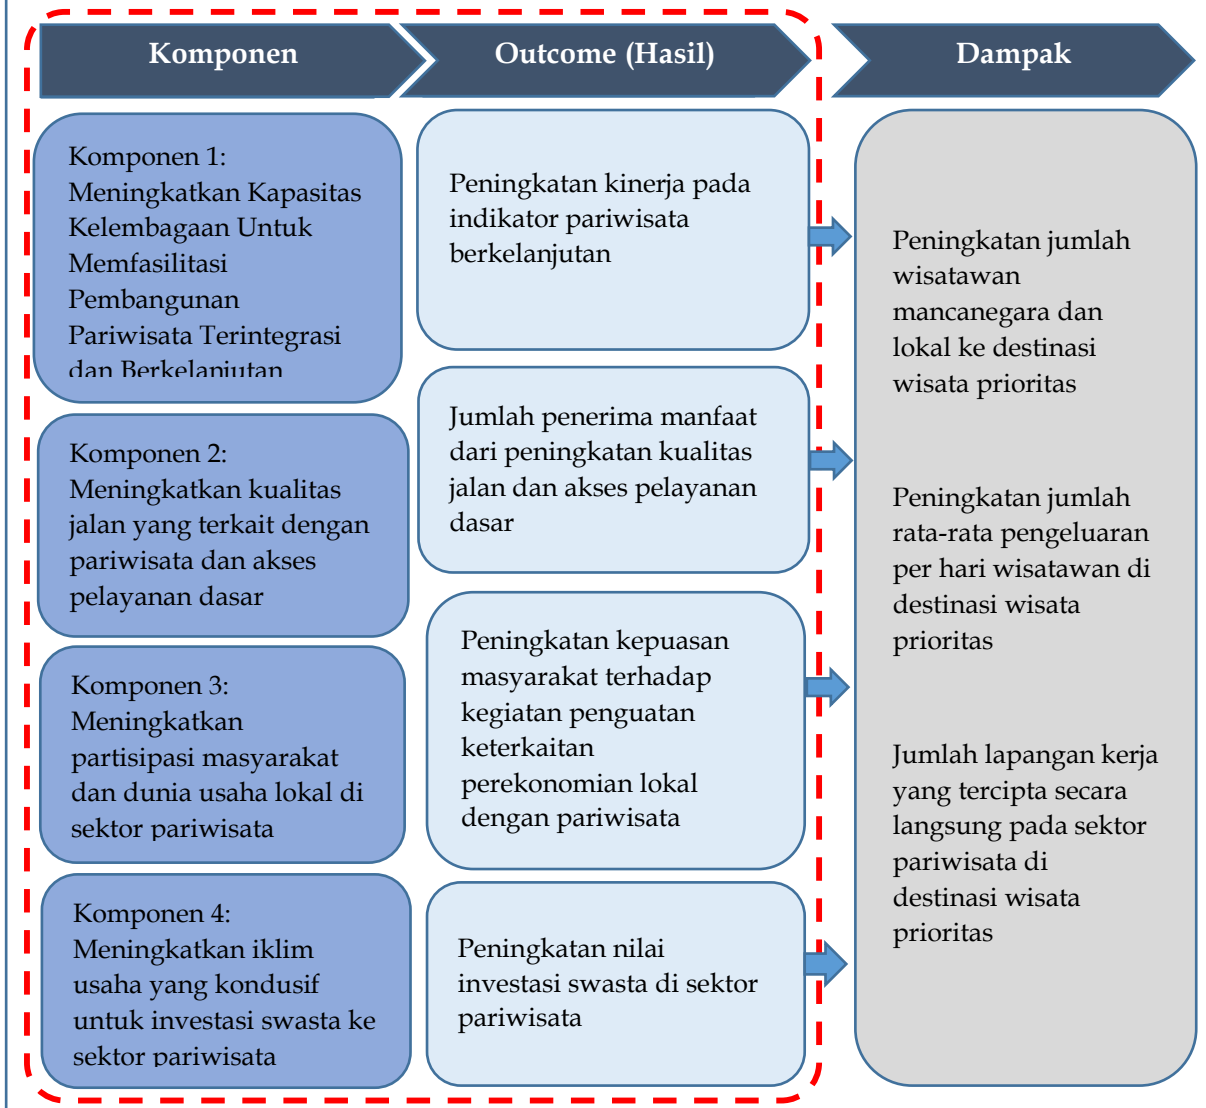 Komponen
Outcome (Hasil)
Dampak
Komponen 1:
Meningkatkan Kapasitas
Kelembagaan Untuk
Memfasilitasi
Pembangunan
Pariwisata Terintegrasi
dan Berkelanjutan
Komponen 2:
Meningkatkan kualitas
jalan yang terkait dengan
pariwisata dan akses
pelayanan dasar
Komponen 3:
Meningkatkan
partisipasi masyarakat
dan dunia usaha lokal di
sektor pariwisata
Komponen 4:
Meningkatkan iklim
usaha yang kondusif
untuk investasi swasta ke
sektor pariwisata
Peningkatan kinerja pada
indikator pariwisata
berkelanjutan
Jumlah penerima manfaat
dari peningkatan kualitas
jalan dan akses pelayanan
dasar
Peningkatan kepuasan
masyarakat terhadap
kegiatan penguatan
keterkaitan
perekonomian lokal
dengan pariwisata
Peningkatan nilai
investasi swasta di sektor
pariwisata
Peningkatan jumlah
wisatawan
mancanegara dan
lokal ke destinasi
wisata prioritas
Peningkatan jumlah
rata-rata pengeluaran
per hari wisatawan di
destinasi wisata
prioritas
Jumlah lapangan kerja
yang tercipta secara
langsung pada sektor
pariwisata di
destinasi wisata
prioritas